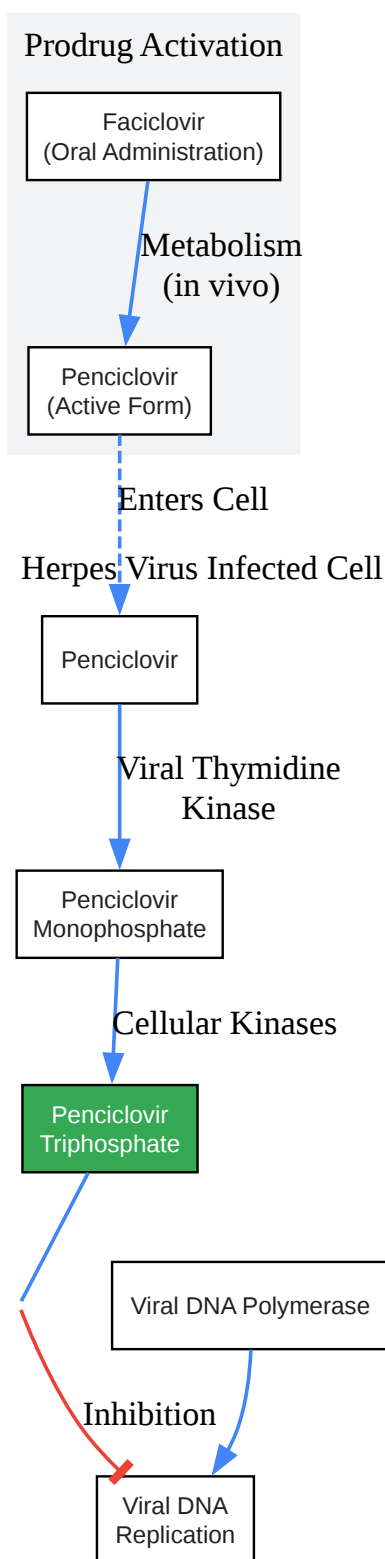 Prodrug Activation
Faciclovir
(Oral Administration)
Metabolism
(in vivo)
Penciclovir
(Active Form)
Enters Cell
Herpes Virus Infected Cell
Penciclovir
Viral Thymidine
Kinase
Penciclovir
Monophosphate
Cellular Kinases
Penciclovir
Triphosphate
Viral DNA Polymerase
Inhibition
Viral DNA
Replication